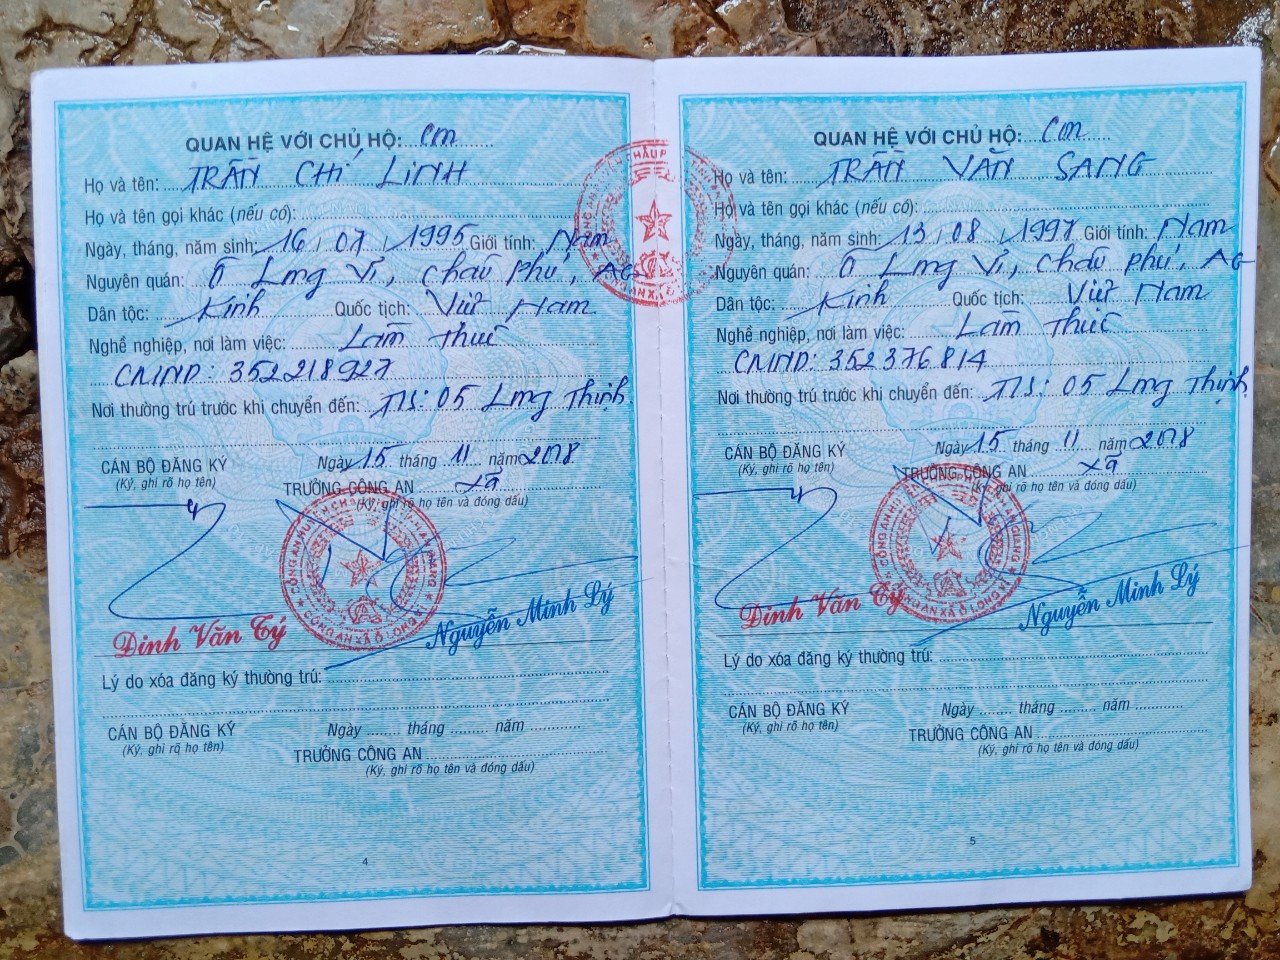 QUAN HỆ VỚI CHỦ HỘ: Cm
Họ và tên: TRẦN CHÍ LINH
Họ và tên gọi khác (nếu có):
Ngày, tháng, năm sinh: 16 / 07 / 1995 Giới tính: Nam
Nguyên quán: Ô Long Vĩ, Châu Phú, AG
Dân tộc: Kinh Quốc tịch: Việt Nam
Nghề nghiệp, nơi làm việc: Làm Thuê
CMND: 352218927
Nơi thường trú trước khi chuyển đến: TS: 05 Long Thịnh
CÁN BỘ ĐĂNG KÝ
(Ký, ghi rõ họ tên)
Ngày 15 tháng 11 năm 2018
TRƯỞNG CÔNG AN xã
(Ký, ghi rõ họ tên và đóng dấu)
Đinh Văn Tý
Nguyễn Minh Lý
Lý do xóa đăng ký thường trú:
CÁN BỘ ĐĂNG KÝ
(Ký, ghi rõ họ tên)
Ngày tháng năm
TRƯỞNG CÔNG AN
(Ký, ghi rõ họ tên và đóng dấu)
4
QUAN HỆ VỚI CHỦ HỘ: Cm
Họ và tên: TRẦN VĂN SANG
Họ và tên gọi khác (nếu có):
Ngày, tháng, năm sinh: 13 / 08 / 1997 Giới tính: Nam
Nguyên quán: Ô Long Vĩ, Châu Phú, AG
Dân tộc: Kinh Quốc tịch: Việt Nam
Nghề nghiệp, nơi làm việc: Làm Thuê
CMND: 352376814
Nơi thường trú trước khi chuyển đến: TS: 05 Long Thịnh
CÁN BỘ ĐĂNG KÝ
(Ký, ghi rõ họ tên)
Ngày 15 tháng 11 năm 2018
TRƯỞNG CÔNG AN xã
(Ký, ghi rõ họ tên và đóng dấu)
Đinh Văn Tý
Nguyễn Minh Lý
Lý do xóa đăng ký thường trú:
CÁN BỘ ĐĂNG KÝ
(Ký, ghi rõ họ tên)
Ngày tháng năm
TRƯỞNG CÔNG AN
(Ký, ghi rõ họ tên và đóng dấu)
5